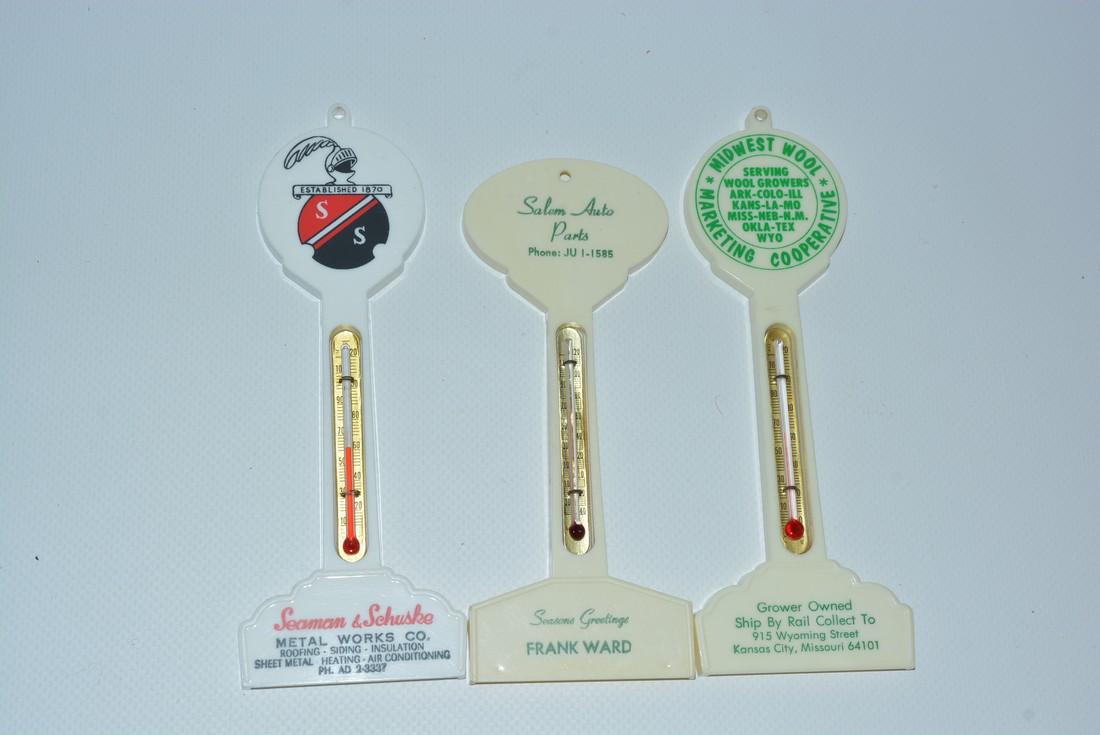 ESTABLISHED 1870
S
S
Seaman & Schuske
METAL WORKS CO.
ROOFING - SIDING - INSULATION
SHEET METAL HEATING - AIR CONDITIONING
PH. AD 2-3337
Salem Auto
Parts
Phone: JU 1-1585
Seasons Greetings
FRANK WARD
MIDWEST WOOL
* MARKETING COOPERATIVE *
SERVING
WOOL GROWERS
ARK-COLO-ILL
KANS-LA-MO
MISS-NEB-N.M.
OKLA-TEX
WYO
Grower Owned
Ship By Rail Collect To
915 Wyoming Street
Kansas City, Missouri 64101